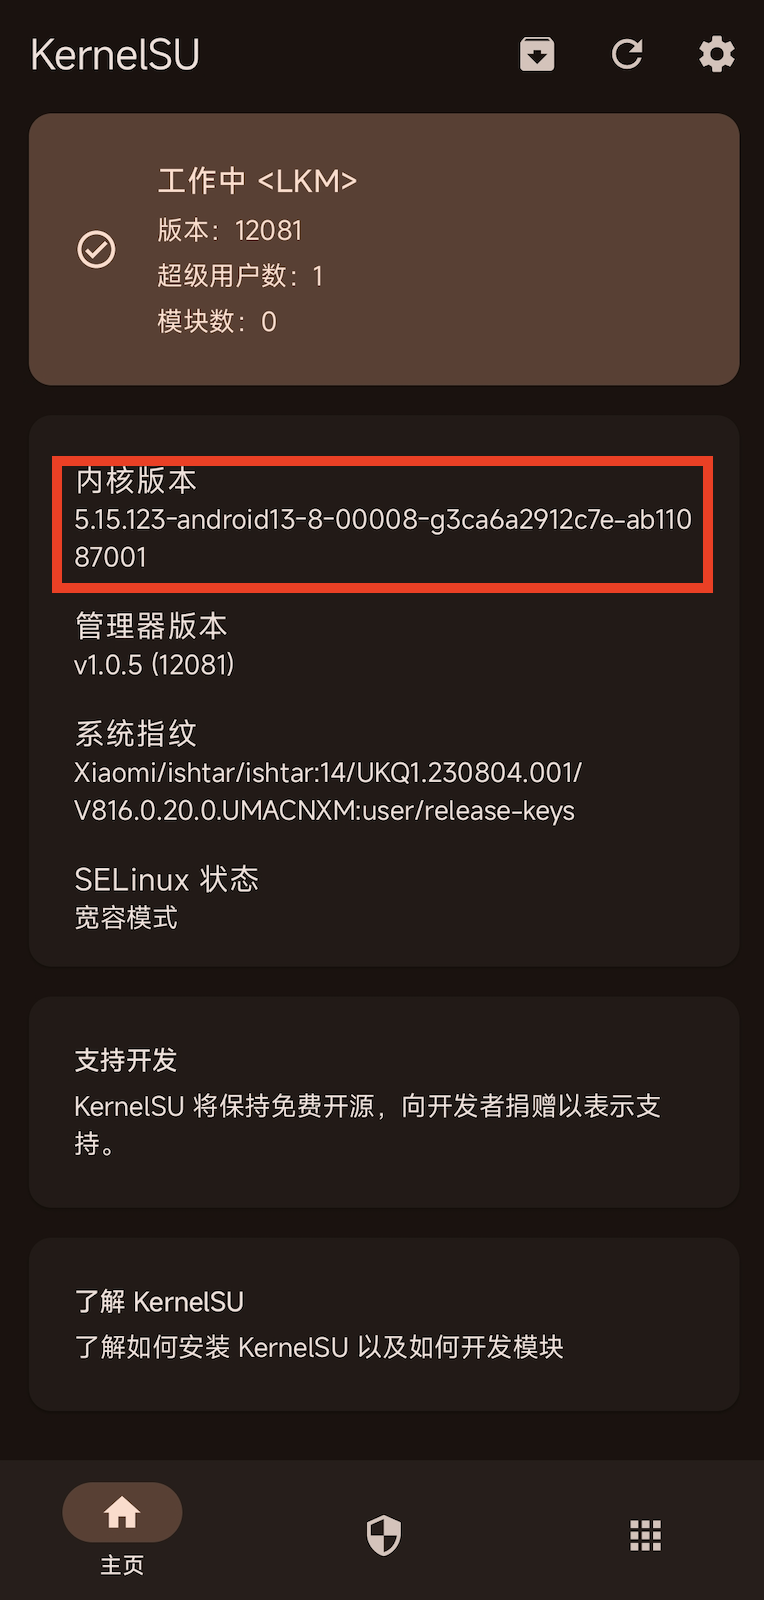 KernelSU
工作中 <LKM>
版本：12081
超级用户数：1
模块数：0
内核版本
5.15.123-android13-8-00008-g3ca6a2912c7e-ab110
87001
管理器版本
v1.0.5 (12081)
系统指纹
Xiaomi/ishtar/ishtar:14/UKQ1.230804.001/
V816.0.20.0.UMACNXM:user/release-keys
SELinux 状态
宽容模式
支持开发
KernelSU 将保持免费开源，向开发者捐赠以表示支
持。
了解 KernelSU
了解如何安装 KernelSU 以及如何开发模块
主页